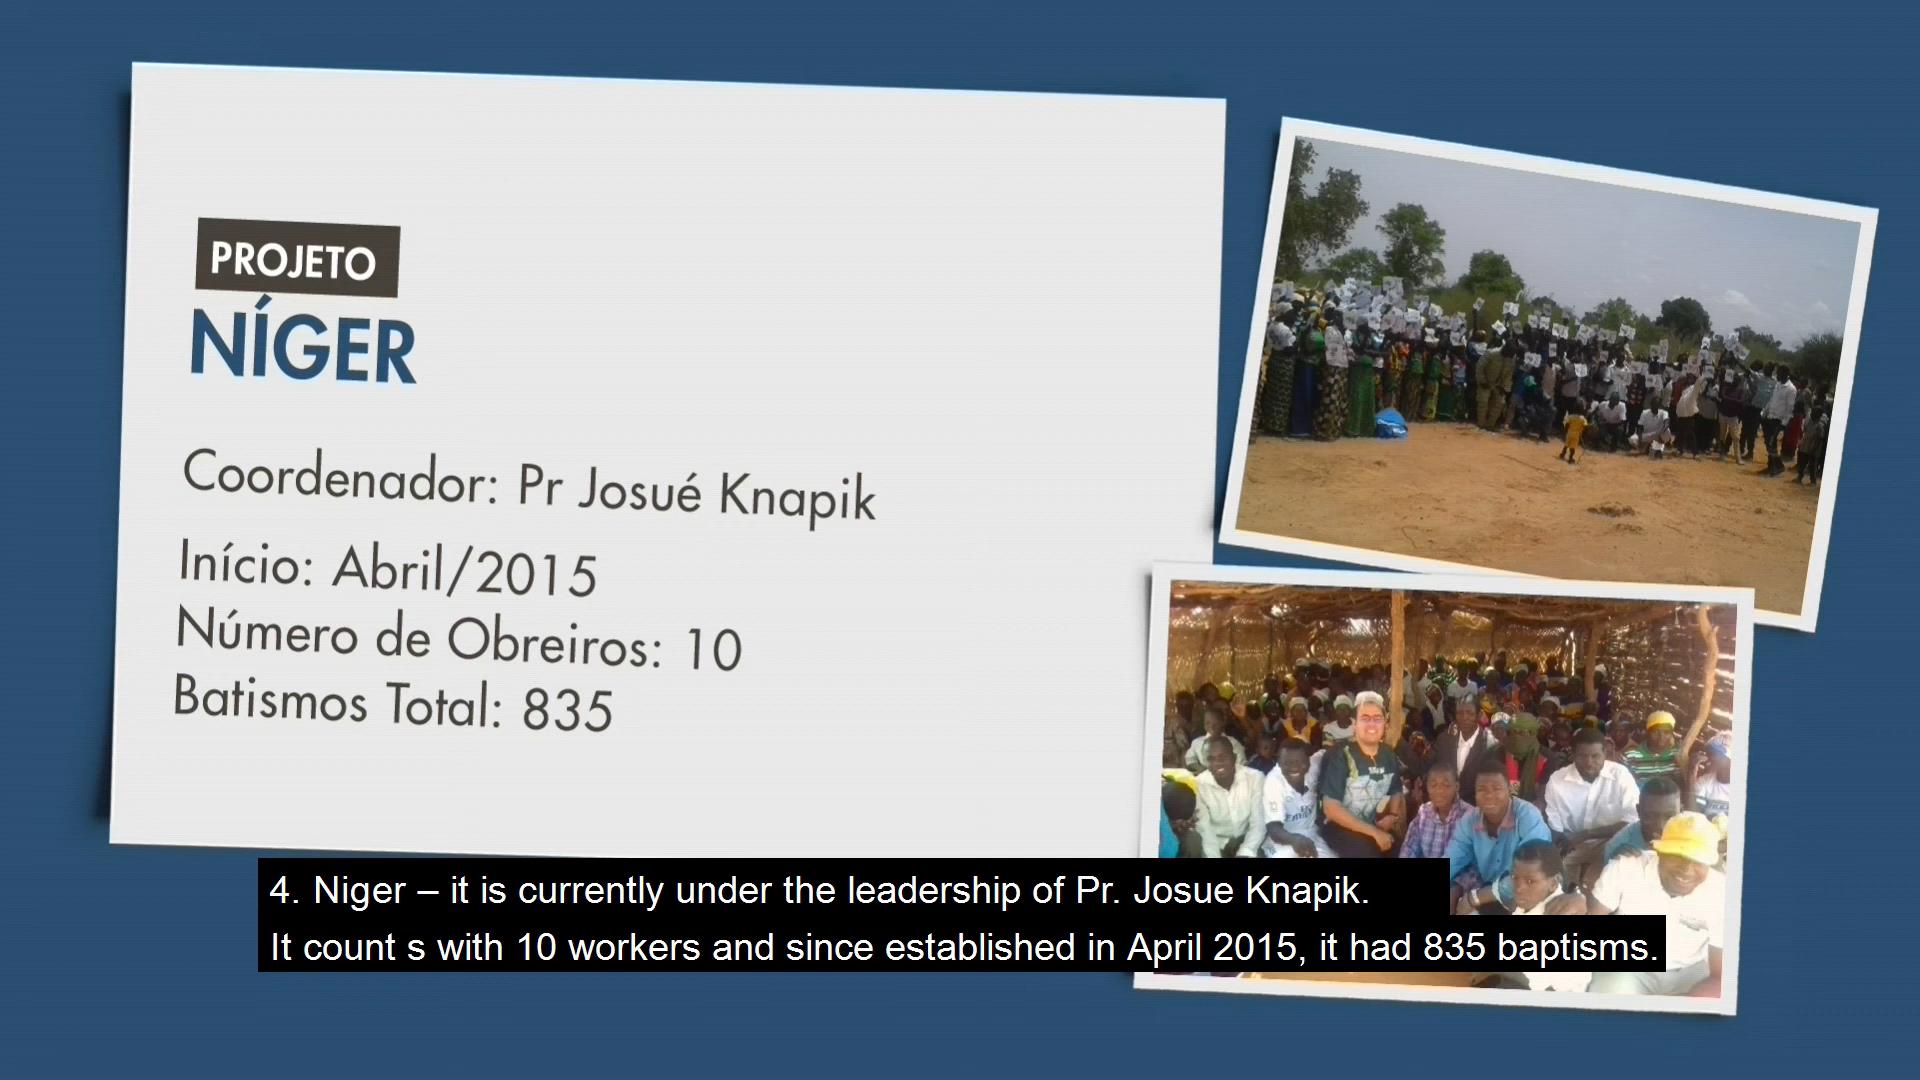 PROJETO
NÍGER
Coordenador: Pr Josué Knapik
Início: Abril/2015
Número de Obreiros: 10
Batismos Total: 835
4. Niger – it is currently under the leadership of Pr. Josue Knapik.
It count s with 10 workers and since established in April 2015, it had 835 baptisms.